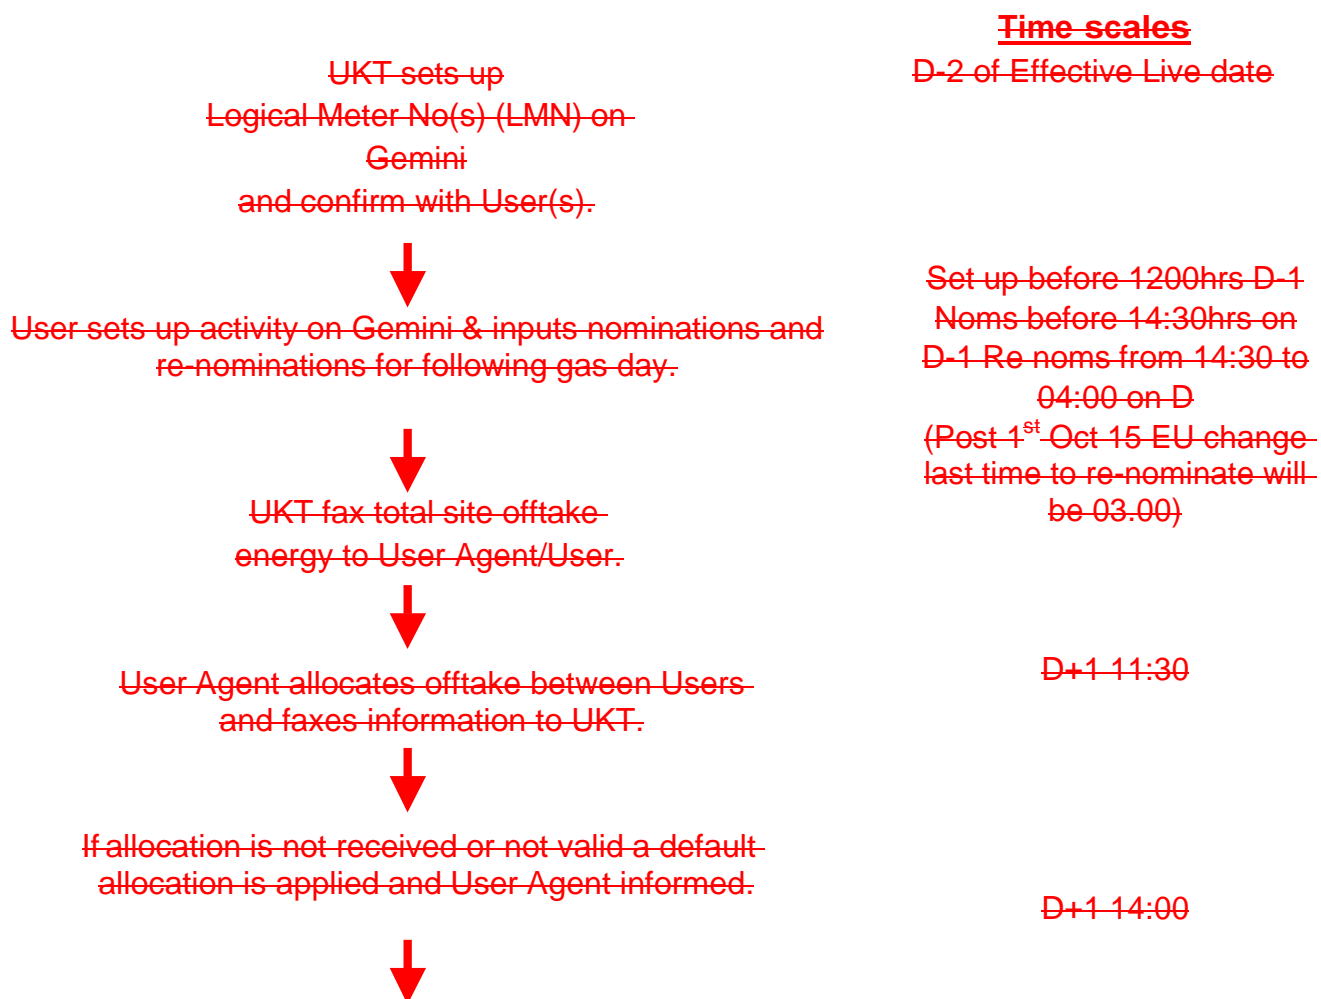 Time scales
UKT sets up
D-2 of Effective Live date
Logical Meter No(s) (LMN) on
Gemini
and confirm with User(s).
User sets up activity on Gemini & inputs nominations and
re-nominations for following gas day.
Set up before 1200hrs D-1
Noms before 14:30hrs on
D-1 Re noms from 14:30 to
04:00 on D
(Post 1st Oct 15 EU change
last time to re-nominate will
be 03.00)
UKT fax total site offtake
energy to User Agent/User.
User Agent allocates offtake between Users
and faxes information to UKT.
D+1 11:30
If allocation is not received or not valid a default
allocation is applied and User Agent informed.
D+1 14:00